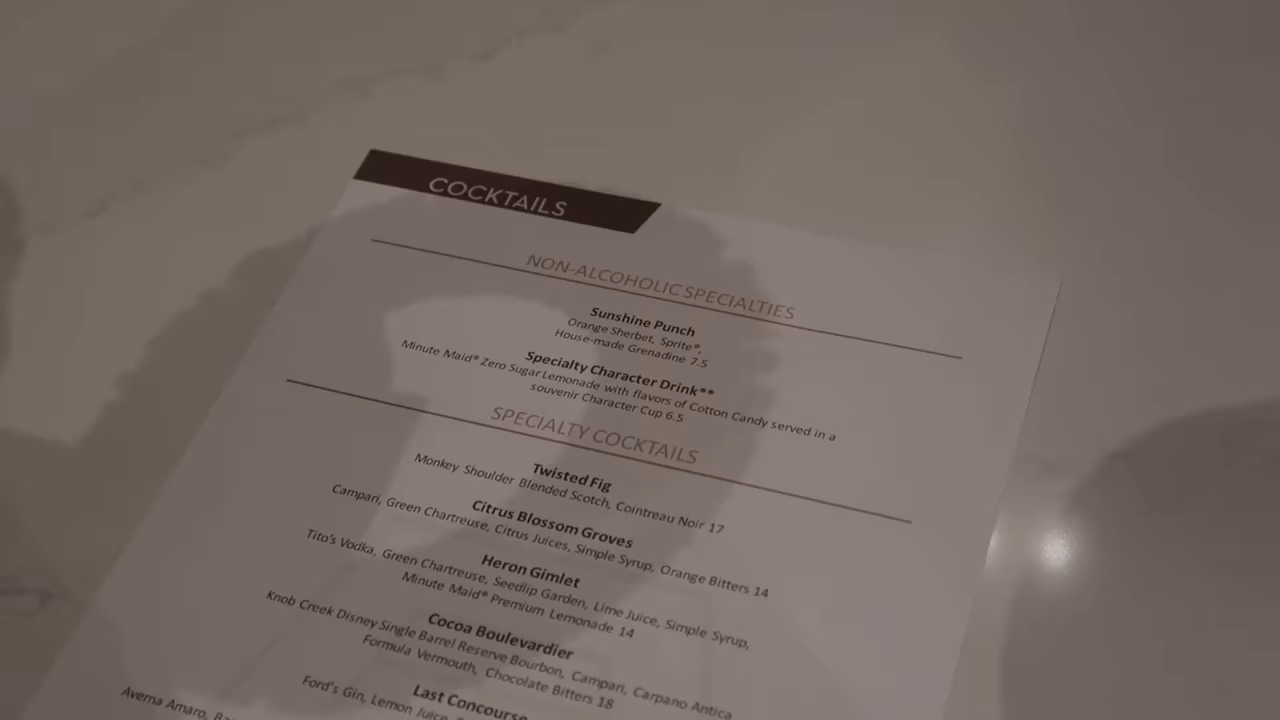 COCKTAILS
NON-ALCOHOLIC SPECIALTIES
Sunshine Punch
Orange Sherbet, Sprite®,
House-made Grenadine 7.5
Specialty Character Drink**
Minute Maid® Zero Sugar Lemonade with flavors of Cotton Candy served in a
souvenir Character Cup 6.5
SPECIALTY COCKTAILS
Twisted Fig
Monkey Shoulder Blended Scotch, Cointreau Noir 17
Citrus Blossom Groves
Campari, Green Chartreuse, Citrus Juices, Simple Syrup, Orange Bitters 14
Heron Gimlet
Tito's Vodka, Green Chartreuse, Seedlip Garden, Lime Juice, Simple Syrup,
Minute Maid® Premium Lemonade 14
Cocoa Boulevardier
Knob Creek Disney Single Barrel Reserve Bourbon, Campari, Carpano Antica
Formula Vermouth, Chocolate Bitters 18
Last Concourse
Ford's Gin, Lemon Juice,
Averna Amaro,